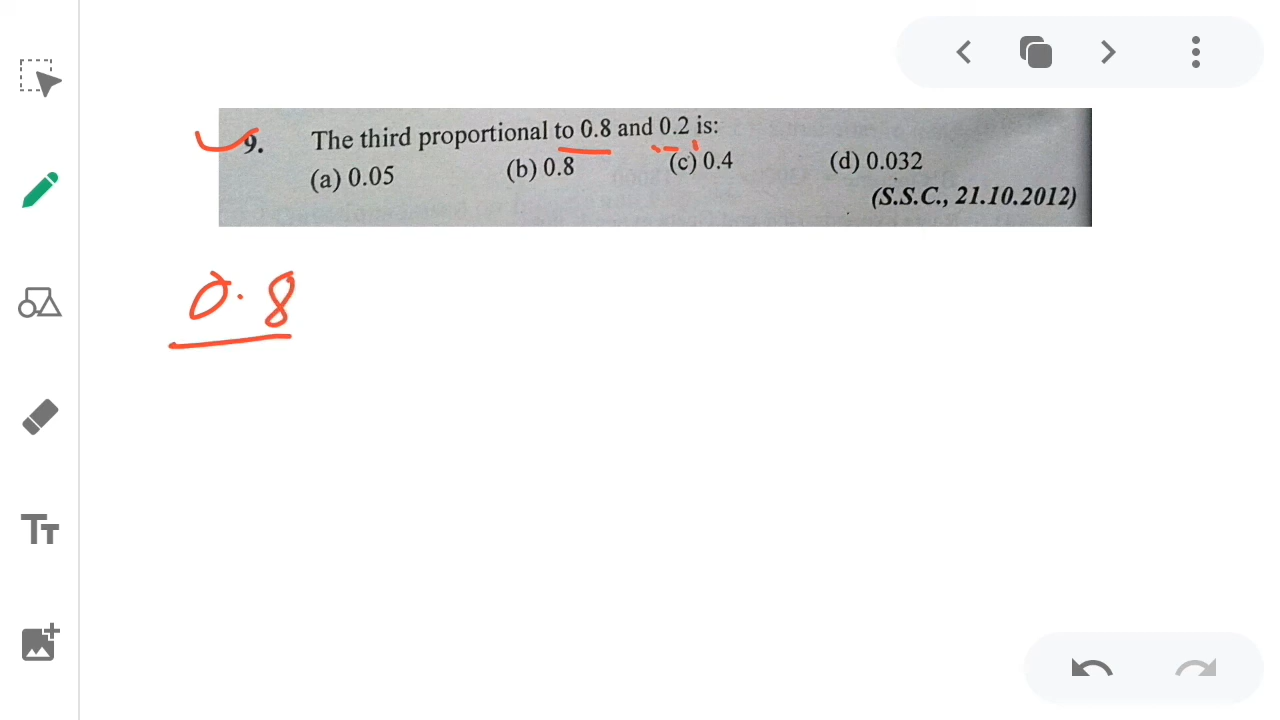 9. The third proportional to 0.8 and 0.2 is:
(a) 0.05 (b) 0.8 (c) 0.4 (d) 0.032
(S.S.C., 21.10.2012)
0.8
Tт